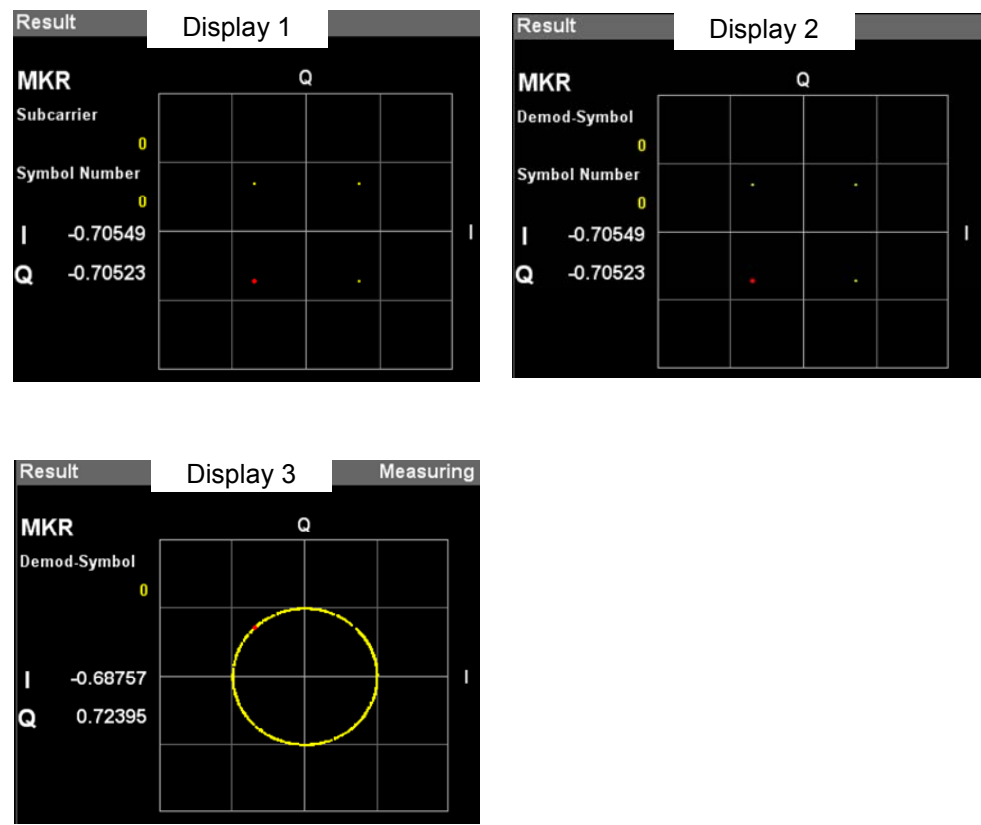 Result Display 1
MKR Q
Subcarrier
0
Symbol Number
0
I -0.70549 I
Q -0.70523
Result Display 2
MKR Q
Demod-Symbol
0
Symbol Number
0
I -0.70549 I
Q -0.70523
Result Display 3 Measuring
MKR Q
Demod-Symbol
0
I -0.68757 I
Q 0.72395